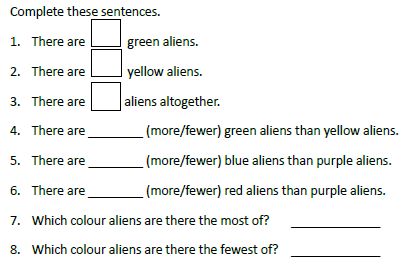 Complete these sentences.
1. There are green aliens.
2. There are yellow aliens.
3. There are aliens altogether.
4. There are ________ (more/fewer) green aliens than yellow aliens.
5. There are ________ (more/fewer) blue aliens than purple aliens.
6. There are ________ (more/fewer) red aliens than purple aliens.
7. Which colour aliens are there the most of? ____________
8. Which colour aliens are there the fewest of? ____________